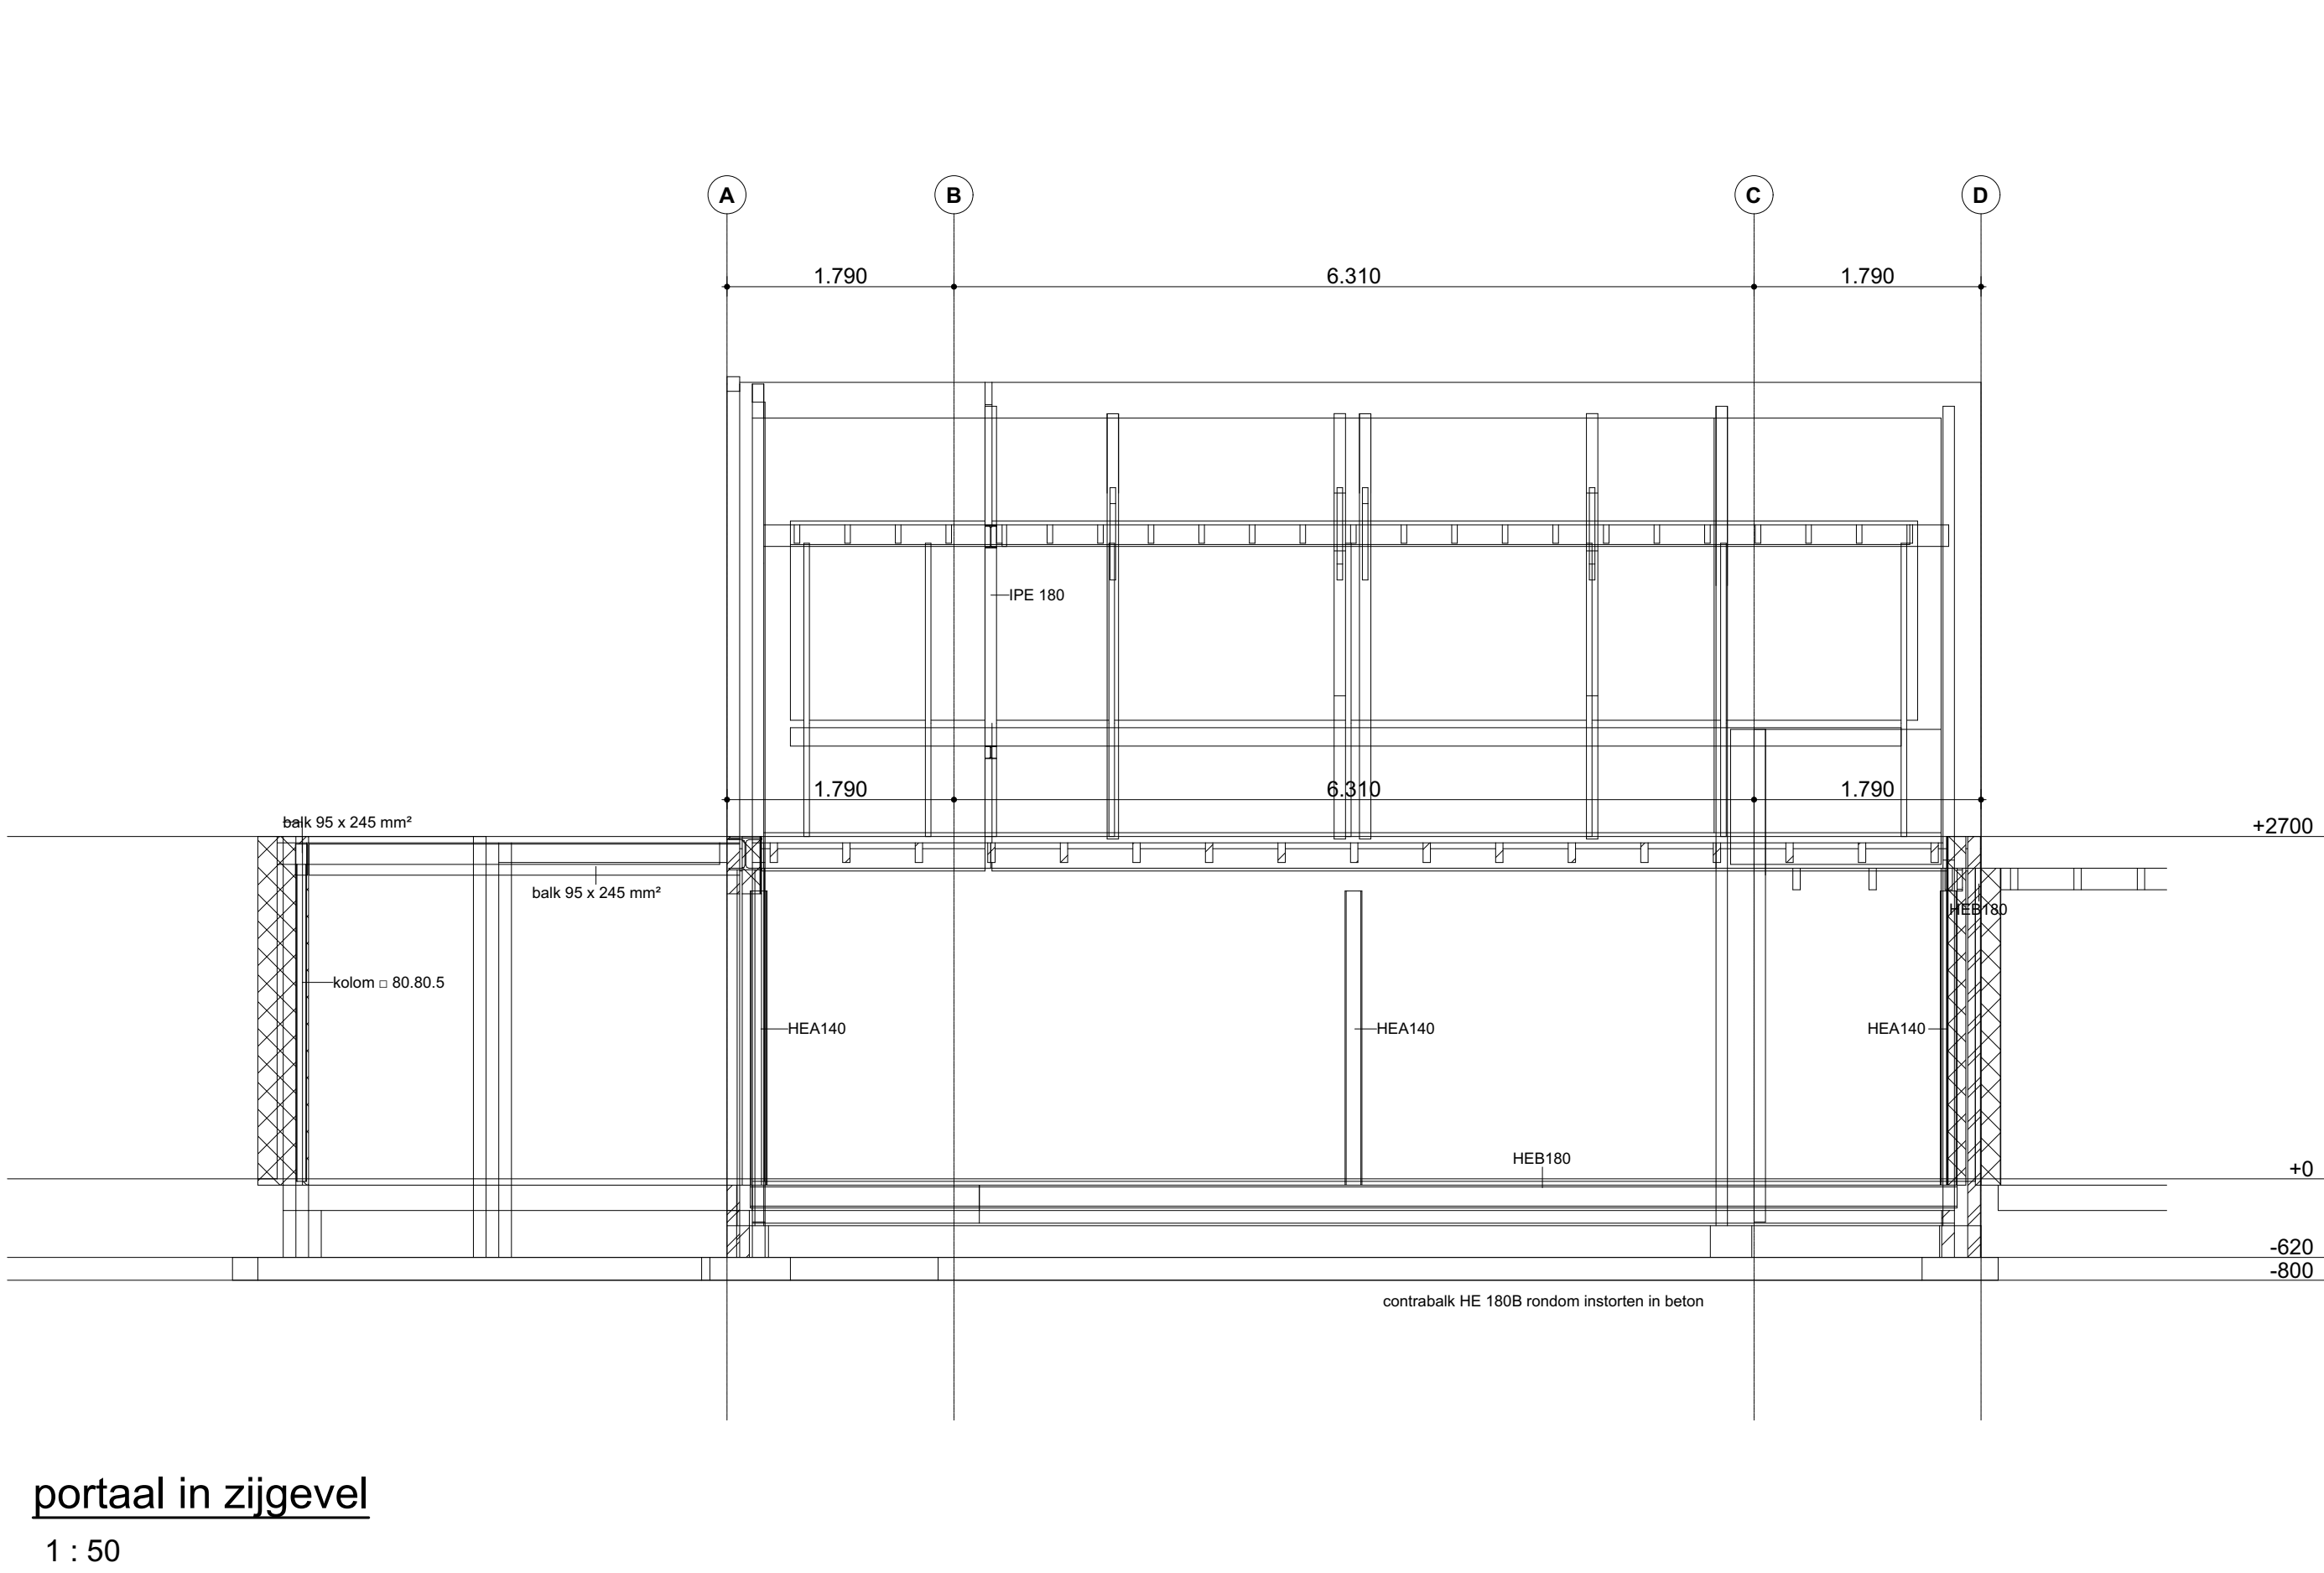 A B C D
1.790 6.310 1.790
IPE 180
1.790 6.310 1.790
balk 95 x 245 mm²
+2700
balk 95 x 245 mm²
HEB180
kolom □ 80.80.5
HEA140 HEA140 HEA140
HEB180
+0
-620
-800
contrabalk HE 180B rondom instorten in beton
portaal in zijgevel
1 : 50